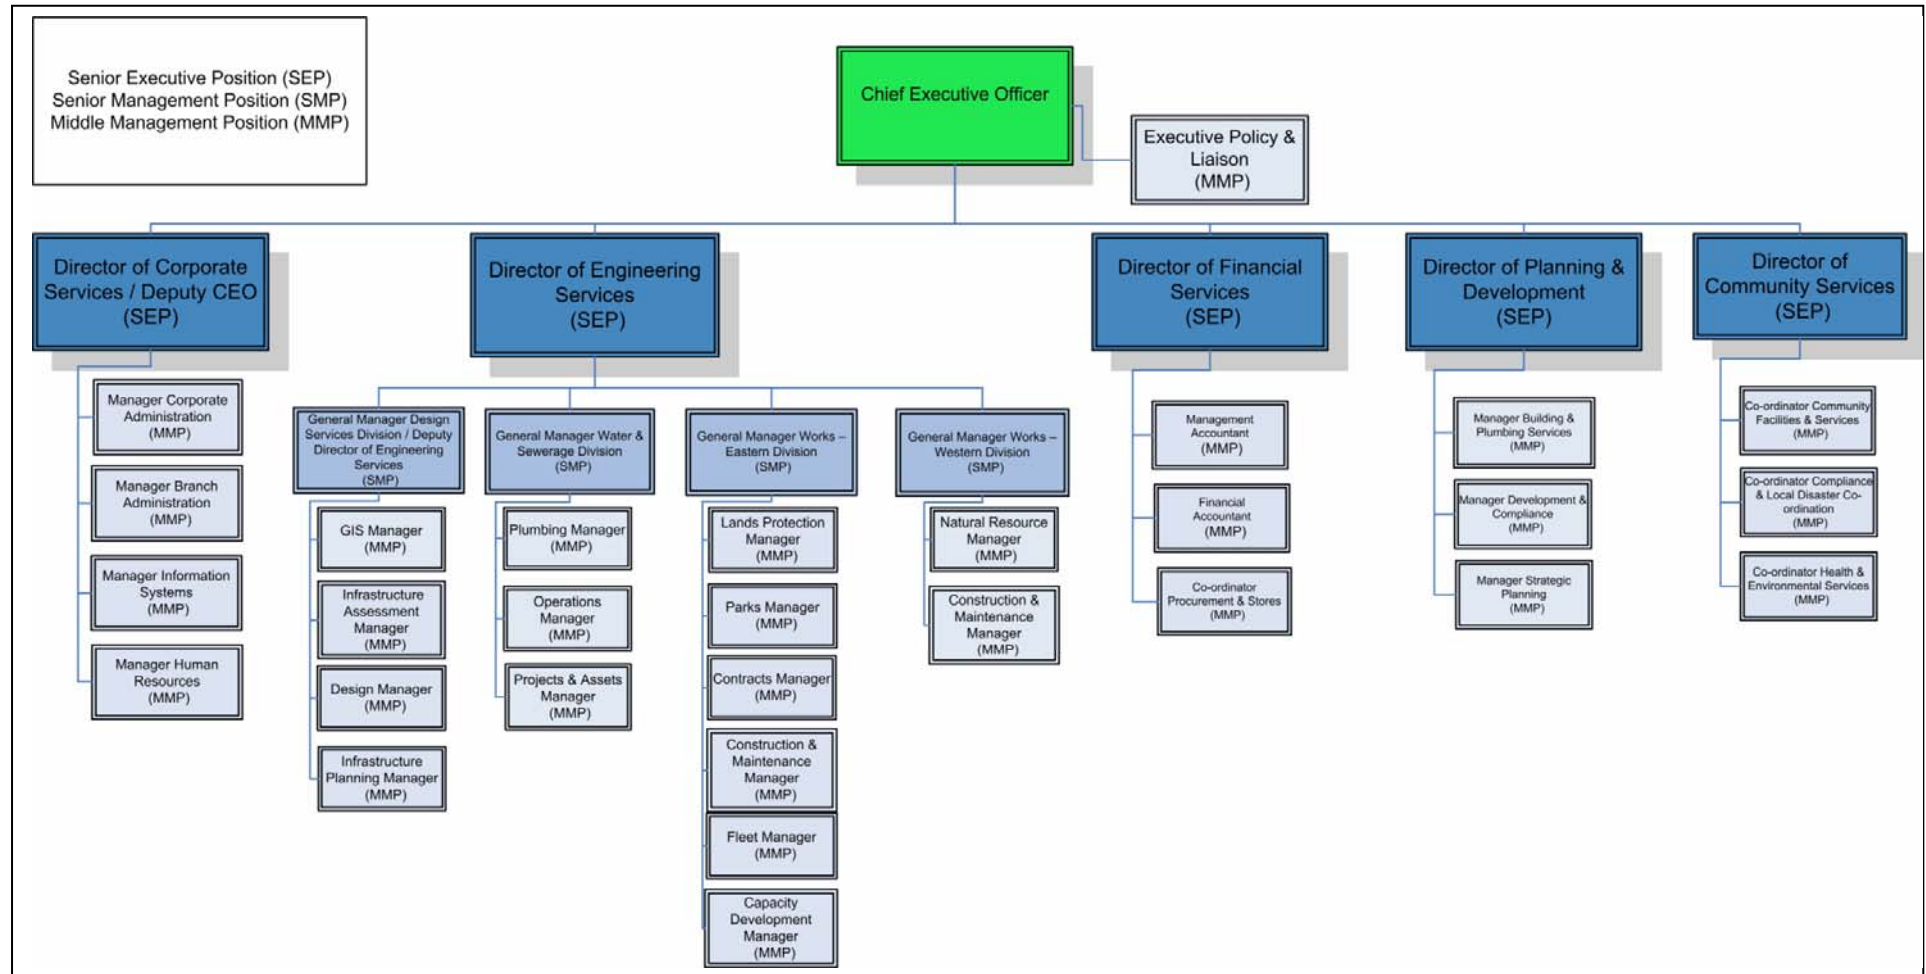 Senior Executive Position (SEP)
Senior Management Position (SMP)
Middle Management Position (MMP)
Chief Executive Officer
Executive Policy &
Liaison
(MMP)
Director of Corporate
Services / Deputy CEO
(SEP)
Manager Corporate
Administration
(MMP)
Manager Branch
Administration
(MMP)
Manager Information
Systems
(MMP)
Manager Human
Resources
(MMP)
Director of Engineering
Services
(SEP)
General Manager Design
Services Division / Deputy
Director of Engineering
Services
(SMP)
GIS Manager
(MMP)
Infrastructure
Assessment
Manager
(MMP)
Design Manager
(MMP)
Infrastructure
Planning Manager
(MMP)
General Manager Water &
Sewerage Division
(SMP)
Plumbing Manager
(MMP)
Operations
Manager
(MMP)
Projects & Assets
Manager
(MMP)
General Manager Works –
Eastern Division
(SMP)
Lands Protection
Manager
(MMP)
Parks Manager
(MMP)
Contracts Manager
(MMP)
Construction &
Maintenance
Manager
(MMP)
Fleet Manager
(MMP)
Capacity
Development
Manager
(MMP)
General Manager Works –
Western Division
(SMP)
Natural Resource
Manager
(MMP)
Construction &
Maintenance
Manager
(MMP)
Director of Financial
Services
(SEP)
Management
Accountant
(MMP)
Financial
Accountant
(MMP)
Co-ordinator
Procurement & Stores
(MMP)
Director of Planning &
Development
(SEP)
Manager Building &
Plumbing Services
(MMP)
Manager Development &
Compliance
(MMP)
Manager Strategic
Planning
(MMP)
Director of
Community Services
(SEP)
Co-ordinator Community
Facilities & Services
(MMP)
Co-ordinator Compliance
& Local Disaster Co-
ordination
(MMP)
Co-ordinator Health &
Environmental Services
(MMP)